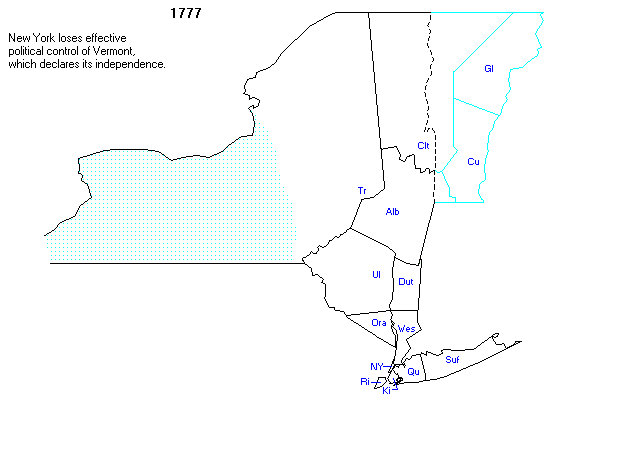 1777
New York loses effective
political control of Vermont,
which declares its independence.
Gl
Clt
Cu
Tr
Alb
Ul
Dut
Ora
Wes
Suf
NY
Qu
Ri
Ki